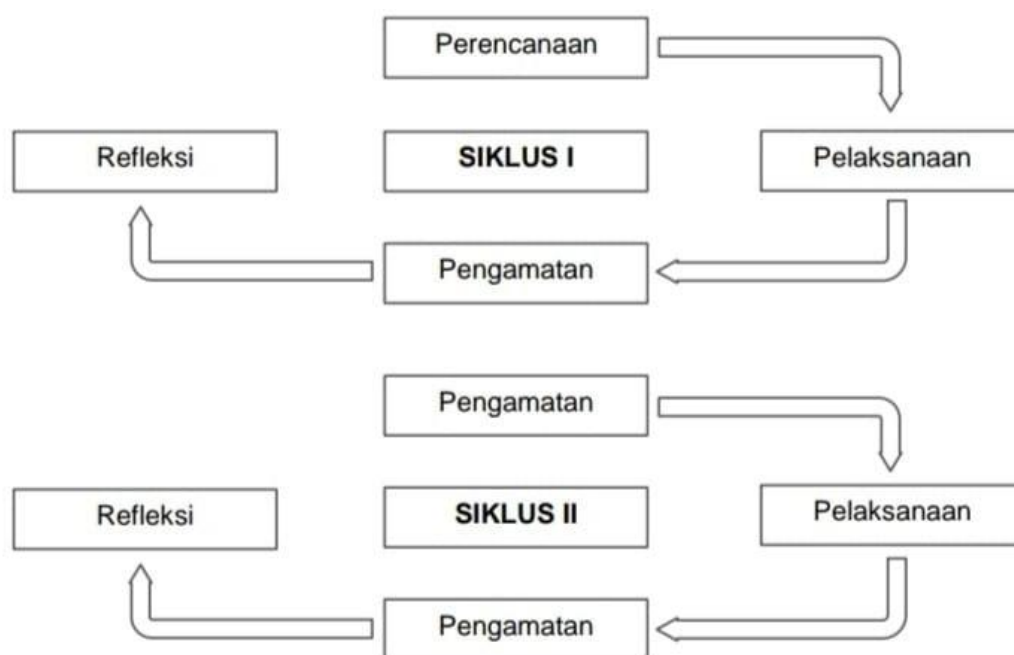 Perencanaan
Refleksi
SIKLUS I
Pelaksanaan
Pengamatan
Pengamatan
Refleksi
SIKLUS II
Pelaksanaan
Pengamatan